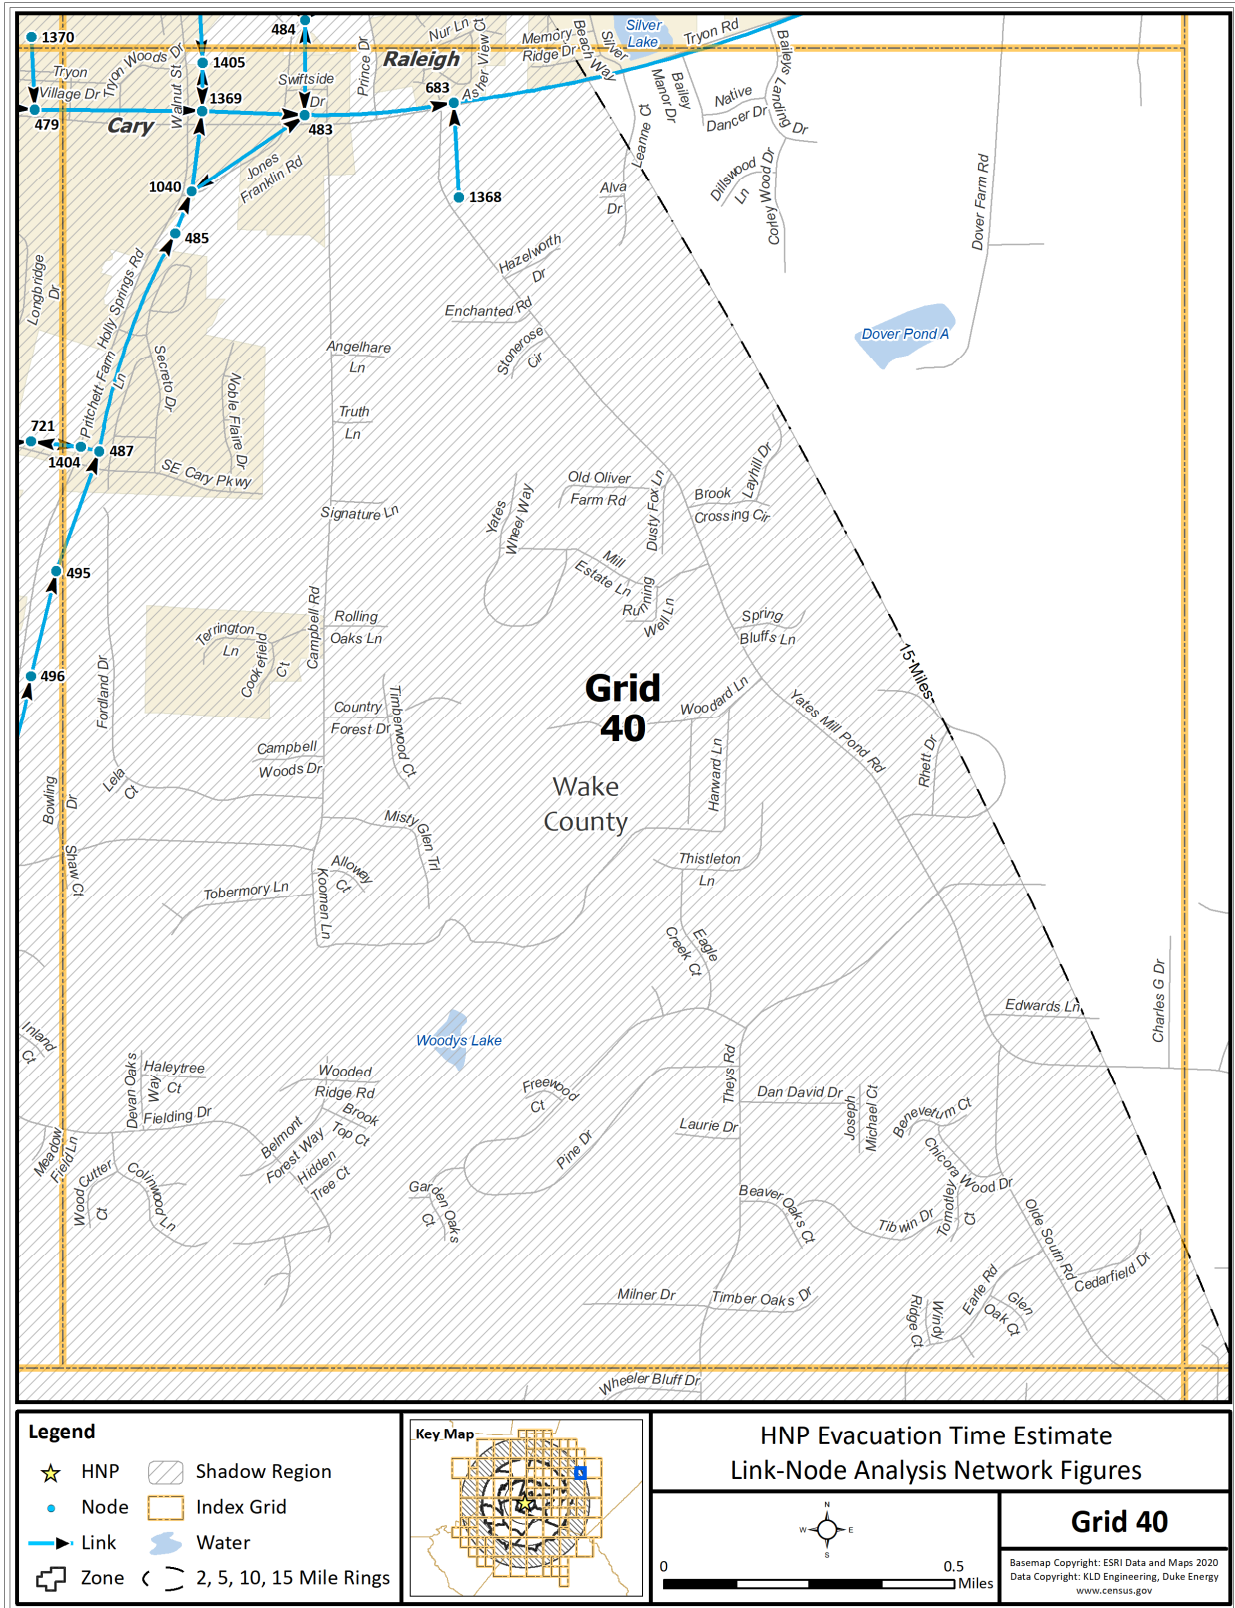 1370
484
Nur Ln
Asher View Ct
Memory
Ridge Dr
Beach Way
Silver
Silver
Lake
Tryon Rd
Baileys Landing Dr
1405
Tryon
Village Dr
Tryon Woods Dr
Walnut St
Prince Dr
Raleigh
Swiftside
Dr
683
1369
479
Cary
483
Bailey
Manor Dr
Native
Dancer Dr
Leanne Ct
Jones
Franklin Rd
1040
1368
Alva
Dr
Dillswood
Ln
Corley Wood Dr
Dover Farm Rd
485
Longbridge
Dr
Holly Springs Rd
Hazelworth
Dr
Enchanted Rd
Stonerose
Cir
Dover Pond A
Angelhare
Ln
Pritchett Farm
Ln
Secreto Dr
Noble Flaire Dr
Truth
Ln
721
1404
487
SE Cary Pkwy
Layhill Dr
Old Oliver
Farm Rd
Dusty Fox Ln
Brook
Crossing Cir
Signature Ln
Yates
Wheel Way
Mill
Estate Ln
Running
Well Ln
495
Campbell Rd
Rolling
Oaks Ln
Spring
Bluffs Ln
Terrington
Ln
Cookefield
Ct
15 Miles
496
Fordland Dr
Grid
40
Woodard Ln
Yates Mill Pond Rd
Country
Forest Dr
Timberwood Ct
Campbell
Woods Dr
Harward Ln
Rhett Dr
Lela
Ct
Wake
County
Bowling
Dr
Misty Glen Trl
Shaw Ct
Alloway
Ct
Thistleton
Ln
Tobermory Ln
Koomen Ln
Eagle
Creek Ct
Charles G Dr
Edwards Ln
Inland
Ct
Woodys Lake
Devan Oaks
Way
Haleytree
Ct
Wooded
Ridge Rd
Freewood
Ct
Theys Rd
Dan David Dr
Joseph
Michael Ct
Benevetum Ct
Fielding Dr
Brook
Top Ct
Laurie Dr
Meadow
Field Ln
Belmont
Forest Way
Hidden
Tree Ct
Pine Dr
Chicora Wood Dr
Wood Cutter
Ct
Colinwood Ln
Garden Oaks
Ct
Beaver Oaks Ct
Tibwin Dr
Tomotley
Ct
Olde South Rd
Cedarfield Dr
Earle Rd
Glen
Oak Ct
Milner Dr
Timber Oaks Dr
Windy
Ridge Ct
Wheeler Bluff Dr
Legend
HNP
Shadow Region
Node
Index Grid
Link
Water
Zone
2, 5, 10, 15 Mile Rings
Key Map
HNP Evacuation Time Estimate
Link-Node Analysis Network Figures
N
W
E
S
0
0.5
Miles
Grid 40
Basemap Copyright: ESRI Data and Maps 2020
Data Copyright: KLD Engineering, Duke Energy
www.census.gov